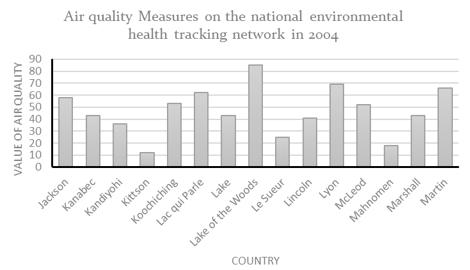 Air quality Measures on the national environmental
health tracking network in 2004
VALUE OF AIR QUALITY
90
80
70
60
50
40
30
20
10
0
Jackson
Kanabec
Kandiyohi
Kittson
Koochiching
Lac qui Parle
Lake
Lake of the Woods
Le Sueur
Lincoln
Lyon
McLeod
Mahnomen
Marshall
Martin
COUNTRY